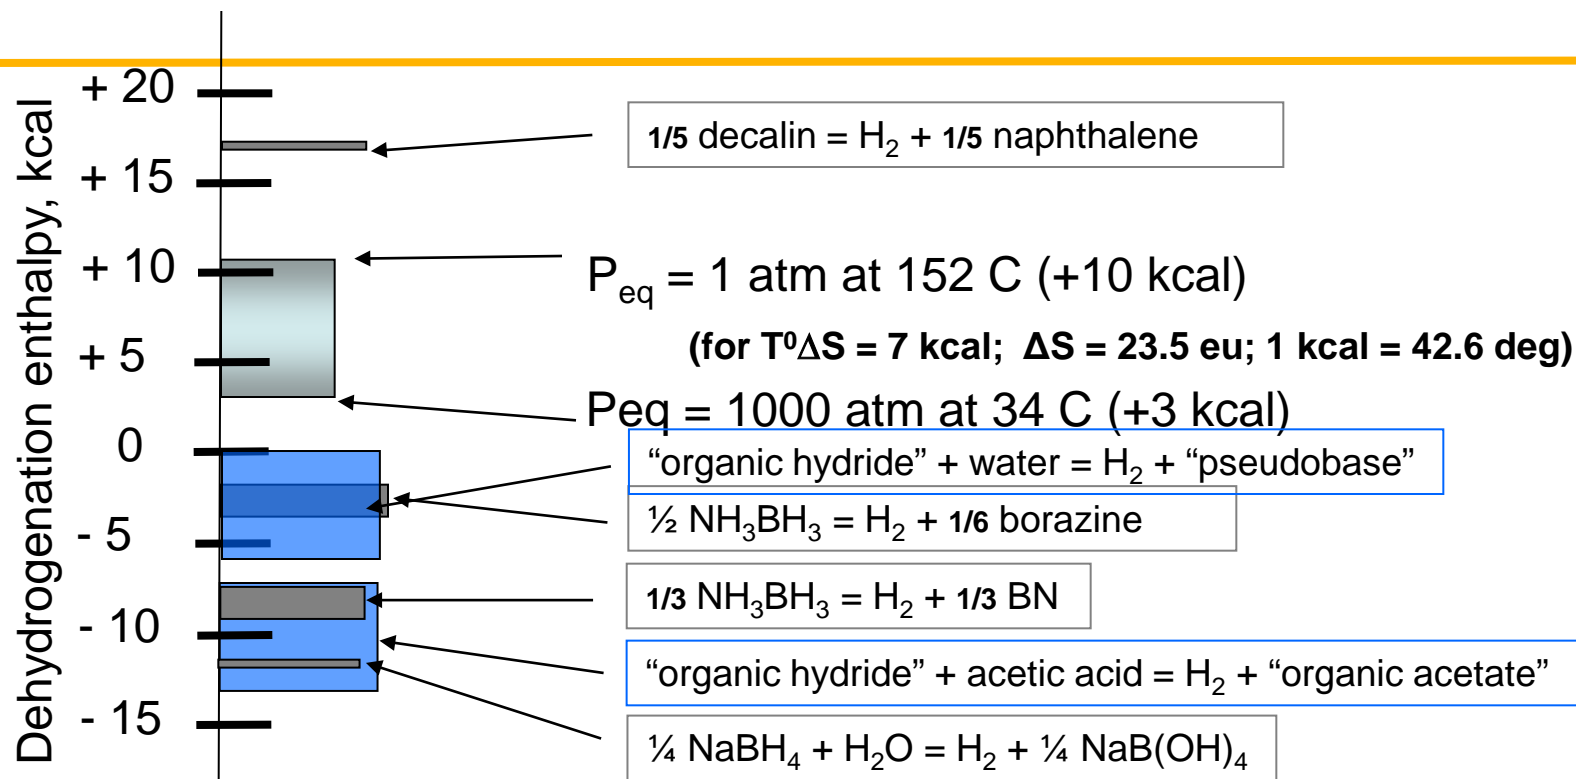 Dehydrogenation enthalpy, kcal
+ 20
+ 15
+ 10
+ 5
0
- 5
- 10
- 15
1/5 decalin = H₂ + 1/5 naphthalene
Pₑq = 1 atm at 152 C (+10 kcal)
(for T⁰ΔS = 7 kcal; ΔS = 23.5 eu; 1 kcal = 42.6 deg)
Peq = 1000 atm at 34 C (+3 kcal)
“organic hydride” + water = H₂ + “pseudobase”
½ NH₃BH₃ = H₂ + 1/6 borazine
1/3 NH₃BH₃ = H₂ + 1/3 BN
“organic hydride” + acetic acid = H₂ + “organic acetate”
¼ NaBH₄ + H₂O = H₂ + ¼ NaB(OH)₄